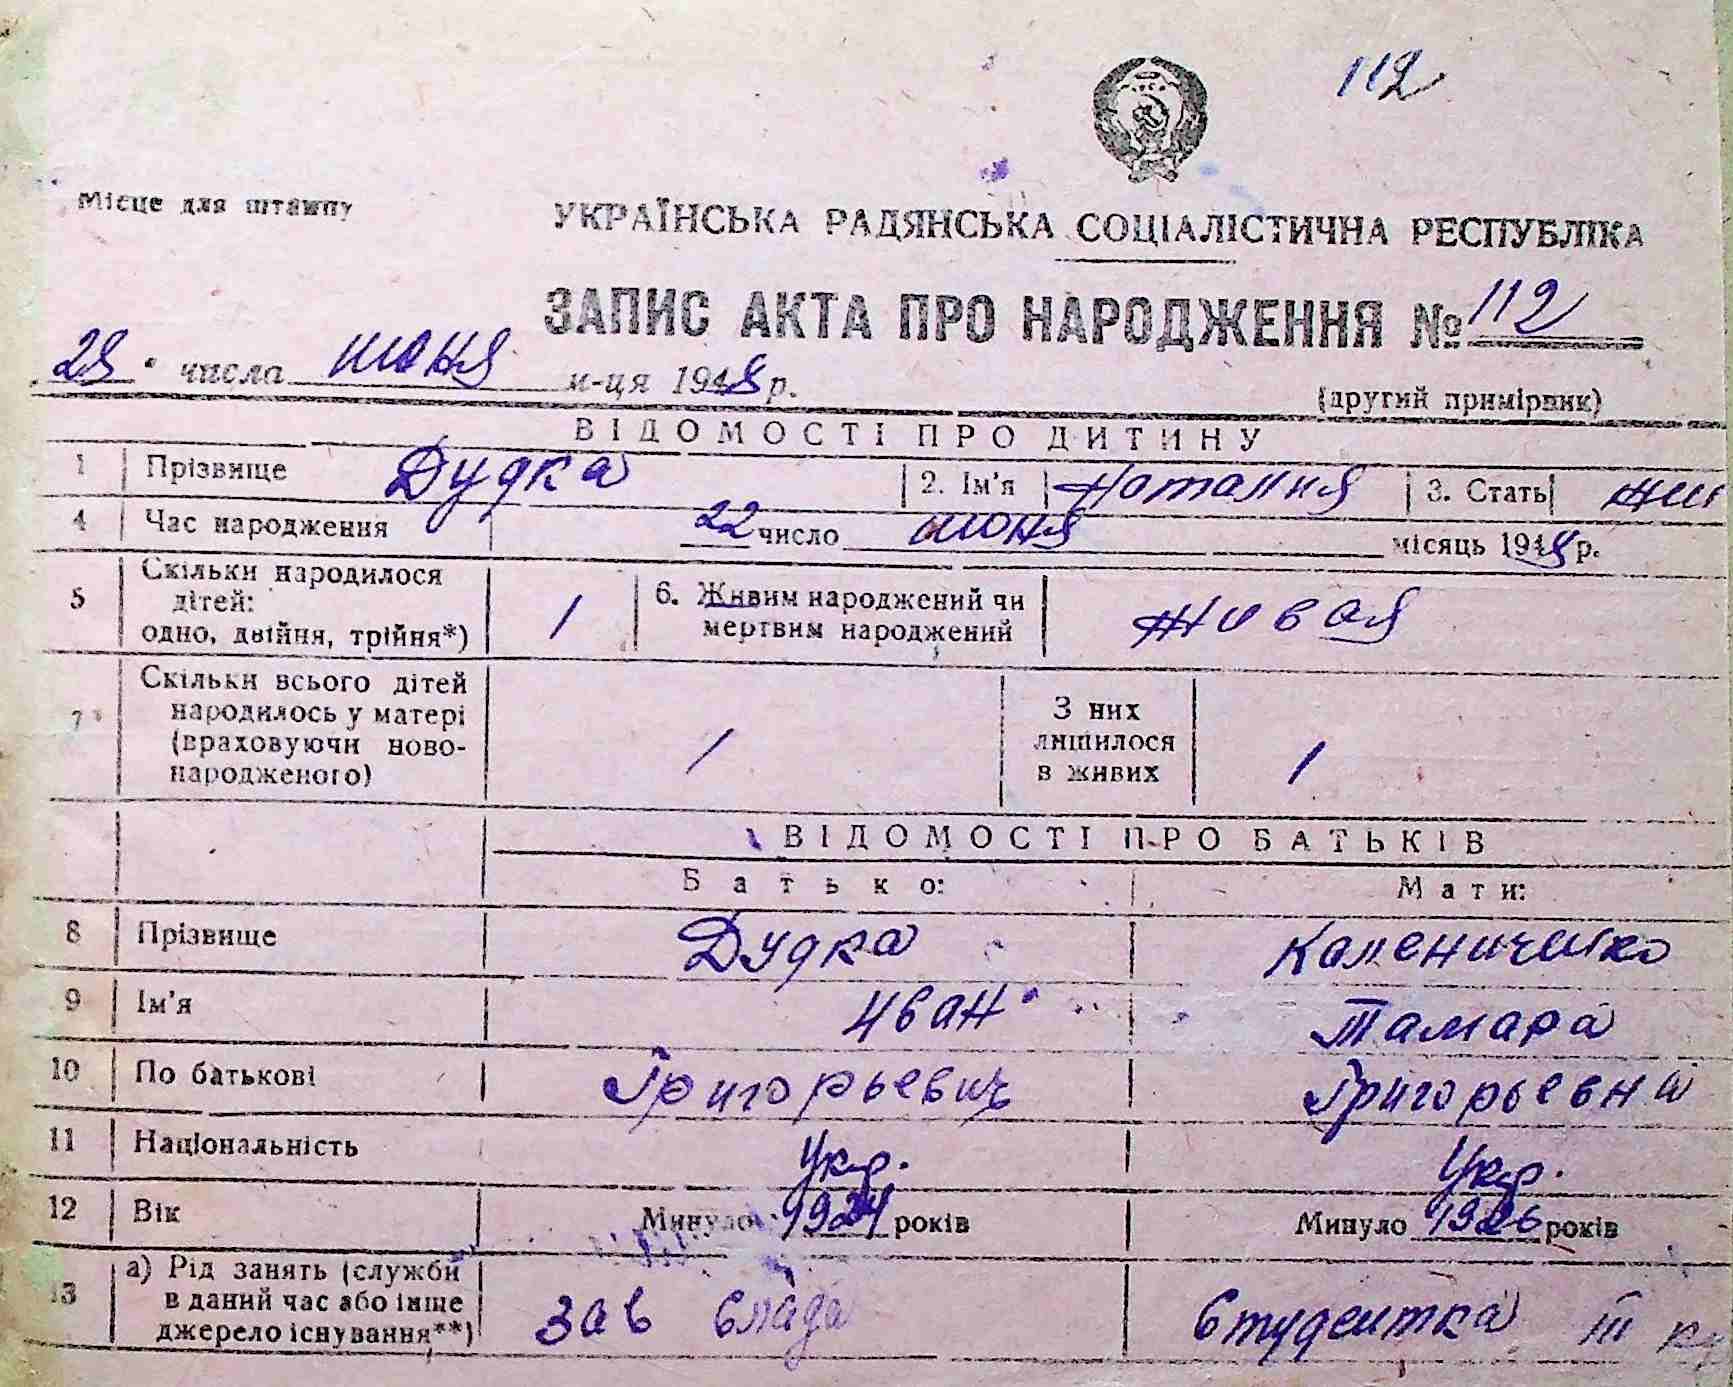 112
Місце для штампу
УКРАЇНСЬКА РАДЯНСЬКА СОЦІАЛІСТИЧНА РЕСПУБЛІКА
ЗАПИС АКТА ПРО НАРОДЖЕННЯ № 112
28 числа июня м-ця 1948 р.
(другий примірник)
ВІДОМОСТІ ПРО ДИТИНУ
1 Прізвище Дудка 2. Ім'я Наталия 3. Стать
4 Час народження 22 число июня місяць 1948 р.
5 Скільки народилося дітей: одно, двійня, трійня*) 1 6. Живим народжений чи мертвим народжений живая
7 Скільки всього дітей народилось у матері (враховуючи ново-народженого) 1 З них лишилося в живих 1
ВІДОМОСТІ ПРО БАТЬКІВ
Батько: Мати:
8 Прізвище Дудка Калениченко
9 Ім'я Иван Тамара
10 По батькові Григорьевич Григорьевна
11 Національність Укр. Укр.
12 Вік Минуло 1924 років Минуло 1926 років
13 а) Рід занять (служби в даний час або інше джерело існування**) Зав склада Студентка III